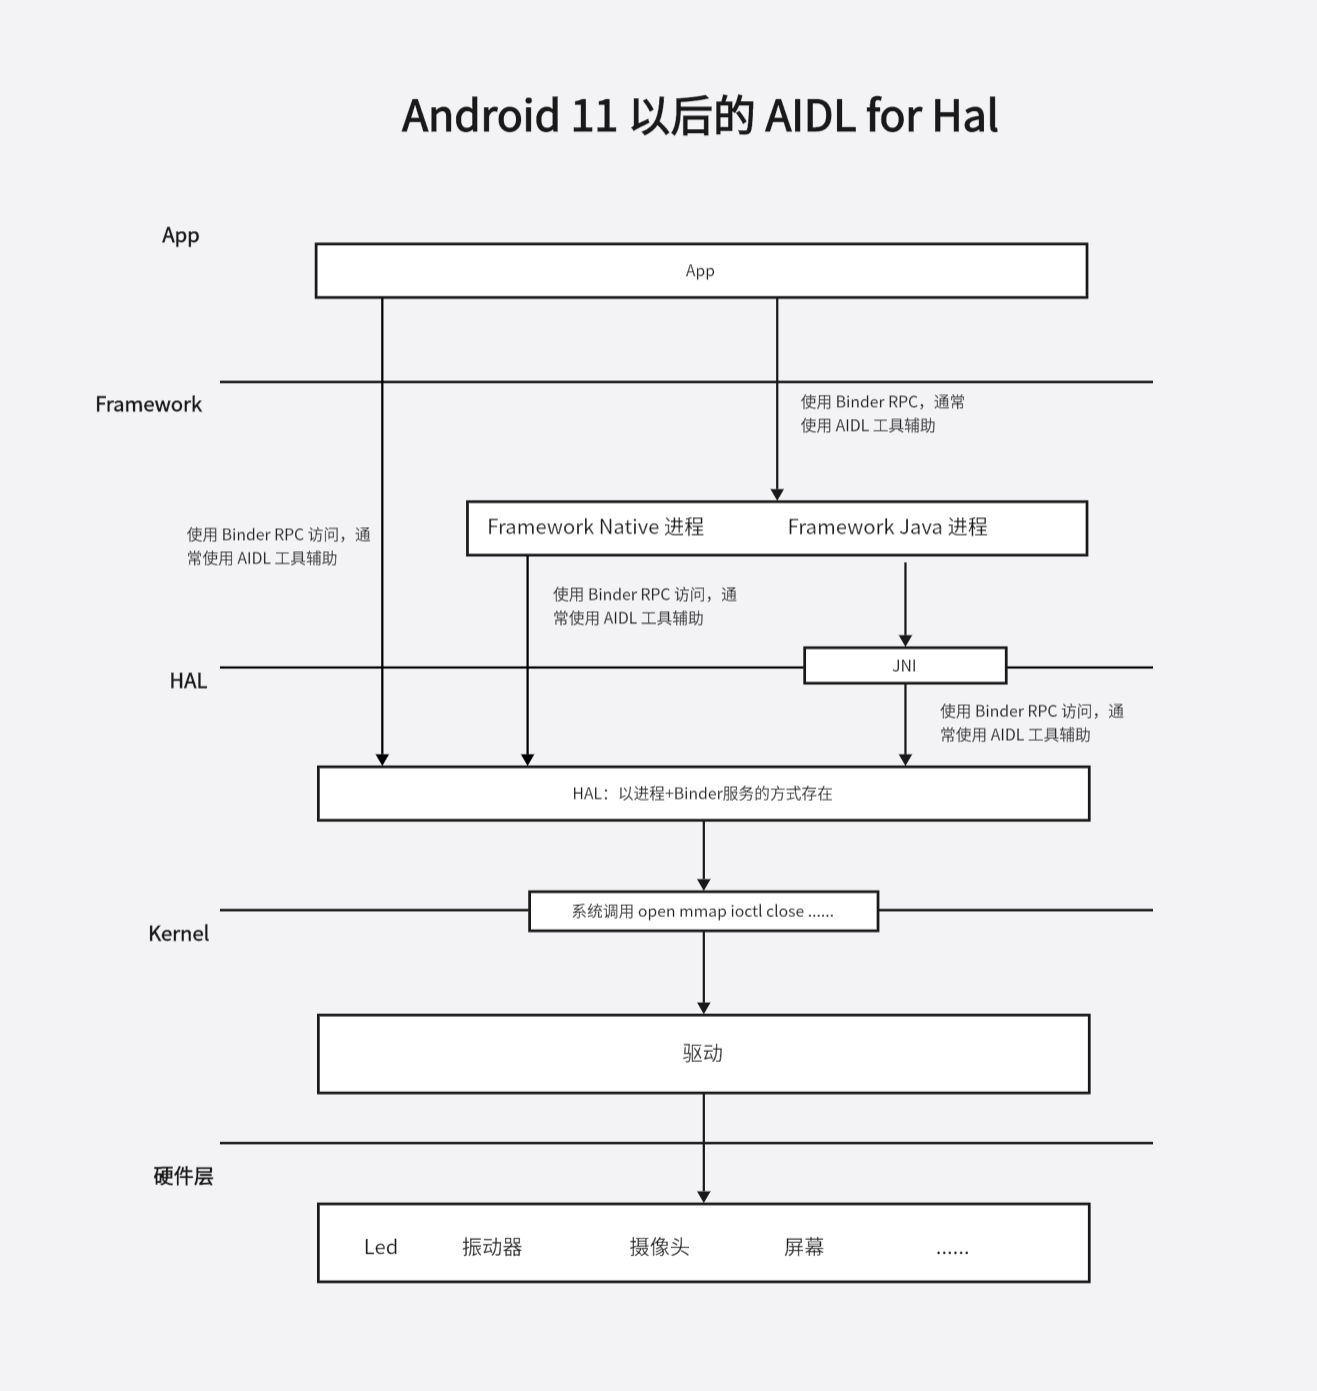 Android 11 以后的 AIDL for Hal
App
App
Framework
使用 Binder RPC，通常
使用 AIDL 工具辅助
Framework Native 进程
Framework Java 进程
使用 Binder RPC 访问，通
常使用 AIDL 工具辅助
使用 Binder RPC 访问，通
常使用 AIDL 工具辅助
JNI
HAL
使用 Binder RPC 访问，通
常使用 AIDL 工具辅助
HAL：以进程+Binder服务的方式存在
系统调用 open mmap ioctl close ......
Kernel
驱动
硬件层
Led
振动器
摄像头
屏幕
......